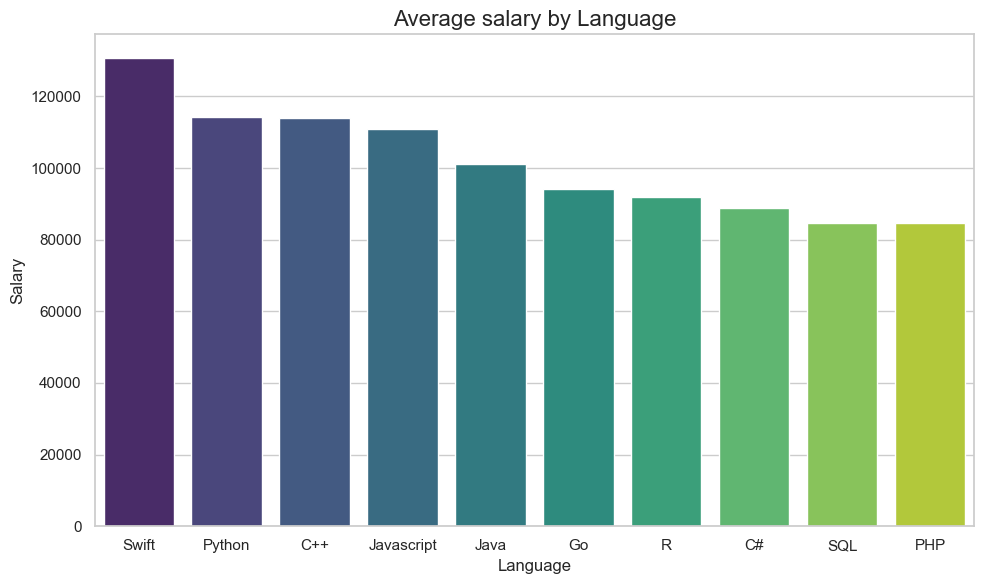 Average salary by Language
Salary
120000
100000
80000
60000
40000
20000
0
Swift Python C++ Javascript Java Go R C# SQL PHP
Language